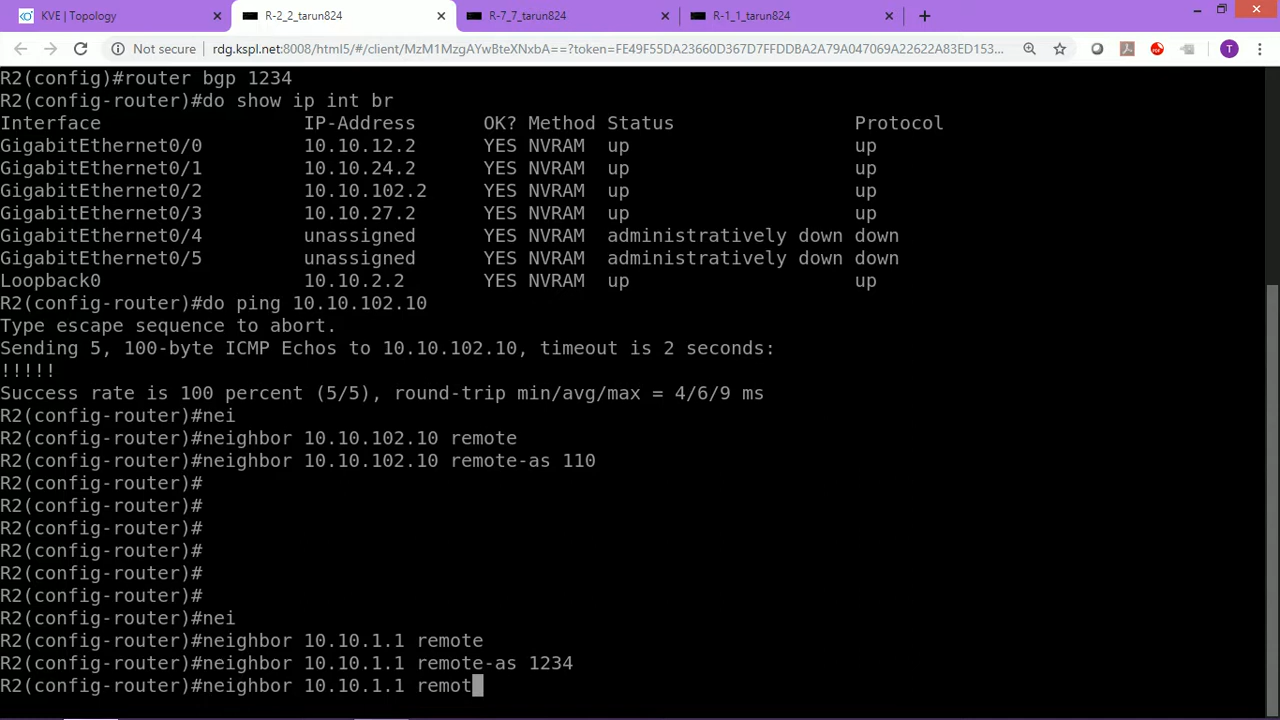 KVE | Topology
R-2_2_tarun824
R-7_7_tarun824
R-1_1_tarun824
Not secure
rdg.kspl.net:8008/html5/#/client/MzM1MzgAYwBteXNxbA==?token=FE49F55DA23660D367D7FFDDBA2A79A047069A22622A83ED153...
T
R2(config)#router bgp 1234
R2(config-router)#do show ip int br
Interface IP-Address OK? Method Status Protocol
GigabitEthernet0/0 10.10.12.2 YES NVRAM up up
GigabitEthernet0/1 10.10.24.2 YES NVRAM up up
GigabitEthernet0/2 10.10.102.2 YES NVRAM up up
GigabitEthernet0/3 10.10.27.2 YES NVRAM up up
GigabitEthernet0/4 unassigned YES NVRAM administratively down down
GigabitEthernet0/5 unassigned YES NVRAM administratively down down
Loopback0 10.10.2.2 YES NVRAM up up
R2(config-router)#do ping 10.10.102.10
Type escape sequence to abort.
Sending 5, 100-byte ICMP Echos to 10.10.102.10, timeout is 2 seconds:
!!!!!
Success rate is 100 percent (5/5), round-trip min/avg/max = 4/6/9 ms
R2(config-router)#nei
R2(config-router)#neighbor 10.10.102.10 remote
R2(config-router)#neighbor 10.10.102.10 remote-as 110
R2(config-router)#
R2(config-router)#
R2(config-router)#
R2(config-router)#
R2(config-router)#
R2(config-router)#
R2(config-router)#nei
R2(config-router)#neighbor 10.10.1.1 remote
R2(config-router)#neighbor 10.10.1.1 remote-as 1234
R2(config-router)#neighbor 10.10.1.1 remot